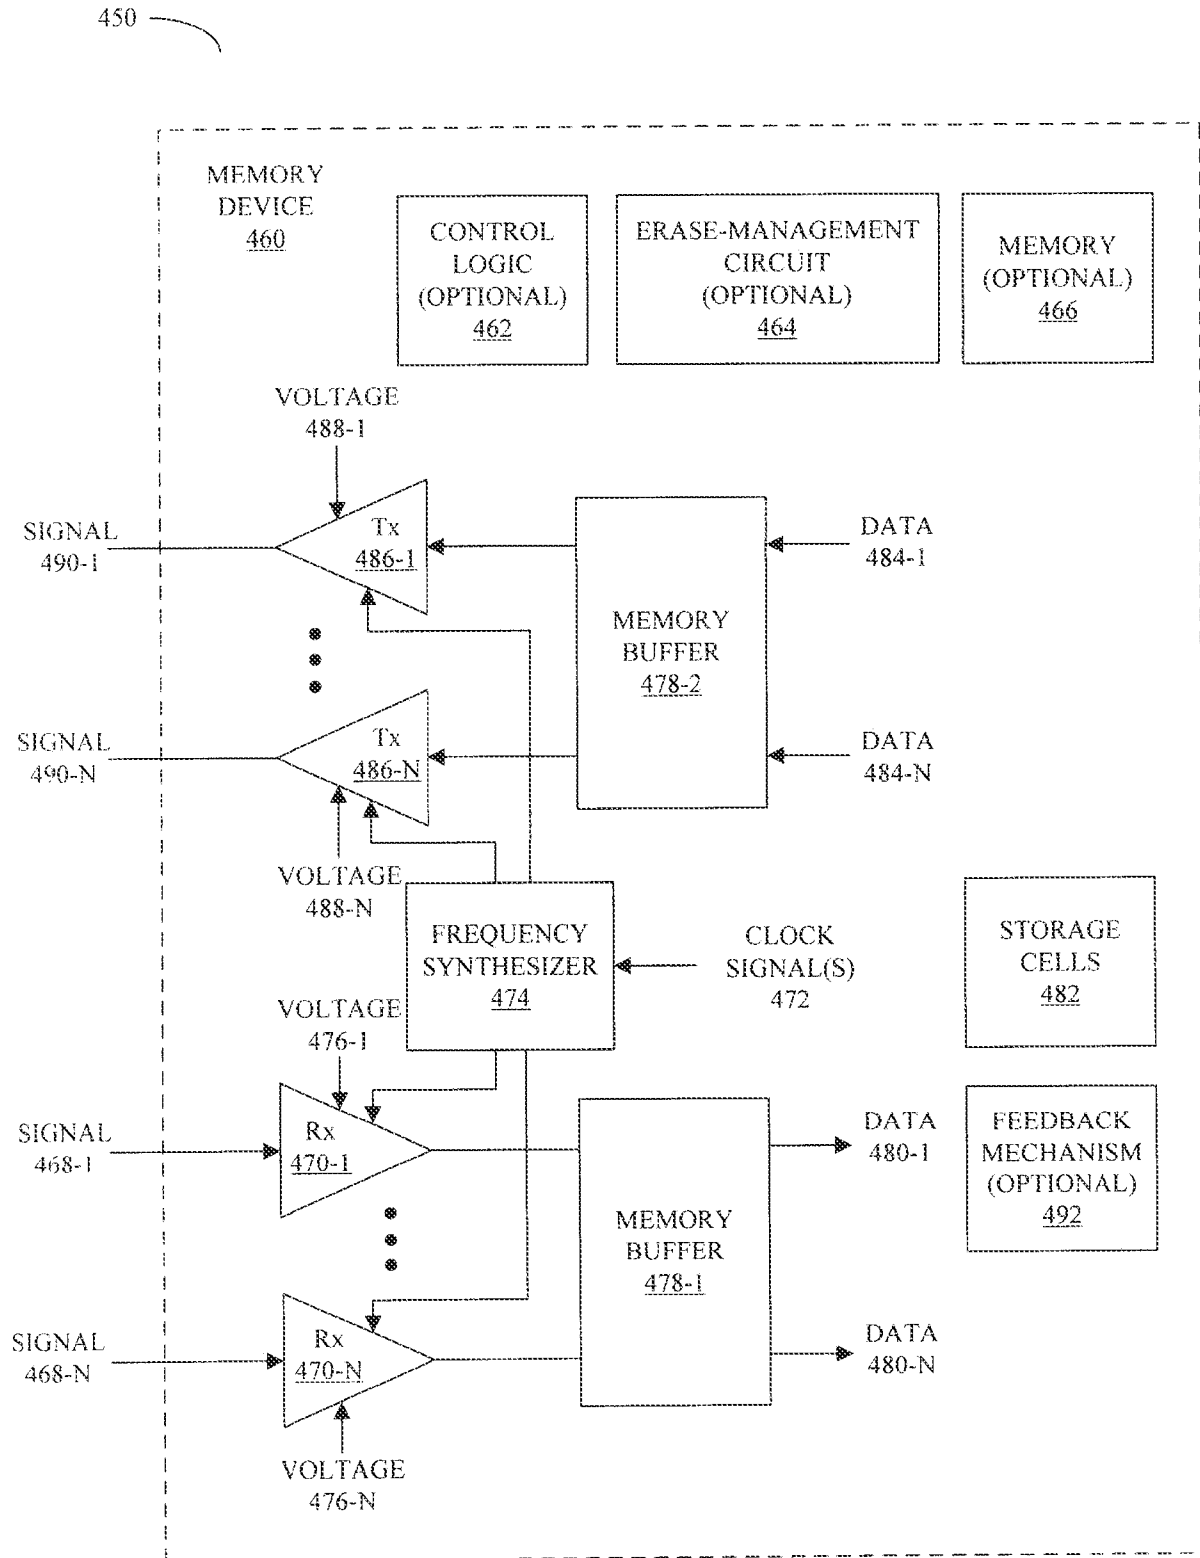 450
MEMORY
DEVICE
460
CONTROL
LOGIC
(OPTIONAL)
462
ERASE-MANAGEMENT
CIRCUIT
(OPTIONAL)
464
MEMORY
(OPTIONAL)
466
VOLTAGE
488-1
SIGNAL
490-1
Tx
486-1
MEMORY
BUFFER
478-2
DATA
484-1
SIGNAL
490-N
Tx
486-N
DATA
484-N
VOLTAGE
488-N
FREQUENCY
SYNTHESIZER
474
CLOCK
SIGNAL(S)
472
STORAGE
CELLS
482
VOLTAGE
476-1
SIGNAL
468-1
Rx
470-1
MEMORY
BUFFER
478-1
DATA
480-1
FEEDBACK
MECHANISM
(OPTIONAL)
492
SIGNAL
468-N
Rx
470-N
DATA
480-N
VOLTAGE
476-N